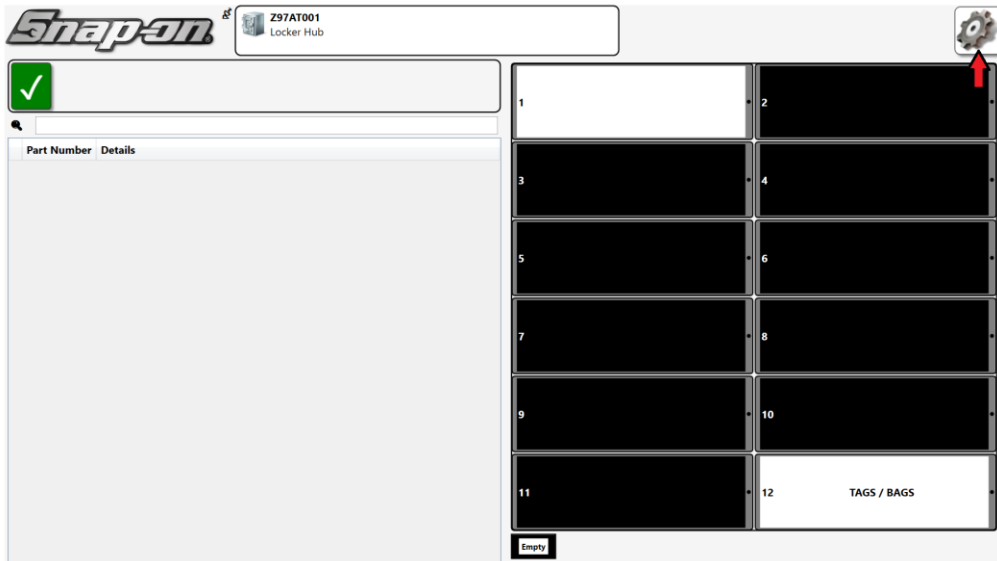 Snap-on
Z97AT001
Locker Hub
Part Number Details
1
2
3
4
5
6
7
8
9
10
11
12 TAGS / BAGS
Empty